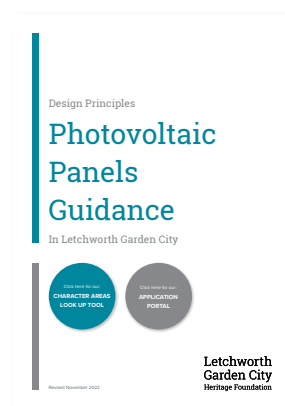 Design Principles
Photovoltaic
Panels
Guidance
In Letchworth Garden City
Click here for our:
CHARACTER AREAS
LOOK UP TOOL
Click here for our:
APPLICATION
PORTAL
Letchworth
Garden City
Heritage Foundation
Revised November 2022